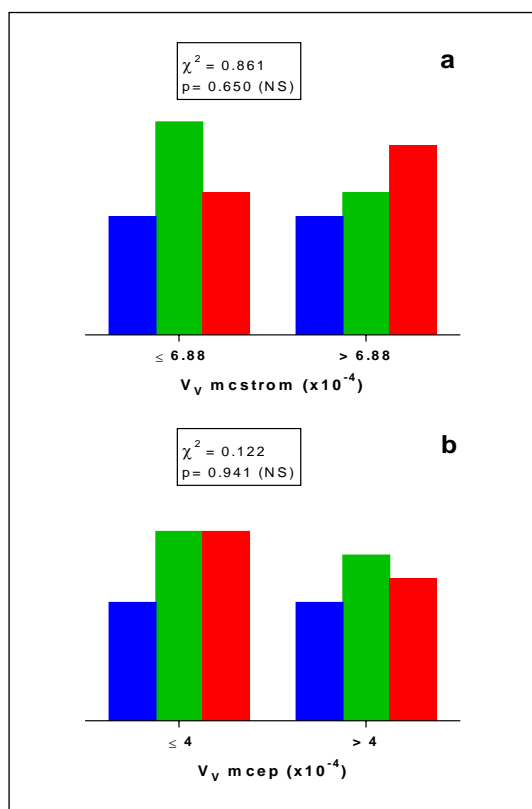 a
χ² = 0.861
p= 0.650 (NS)
≤ 6.88 > 6.88
V_V mcstrom (x10⁻⁴)
b
χ² = 0.122
p= 0.941 (NS)
≤ 4 > 4
V_V mcep (x10⁻⁴)